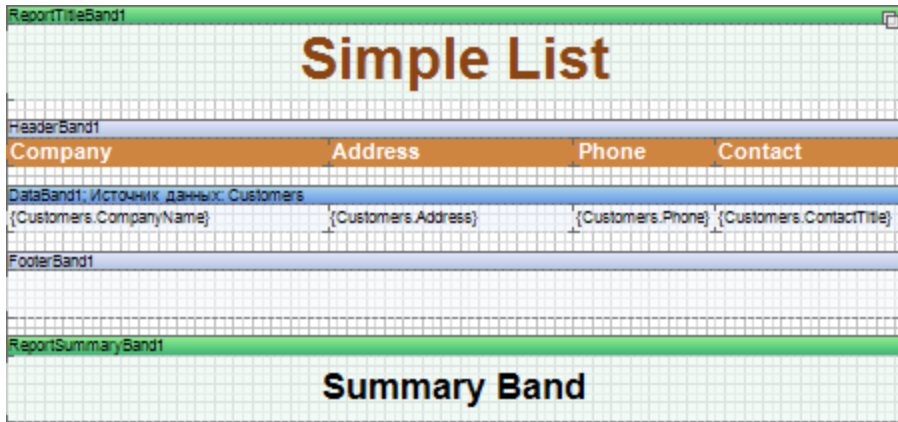 ReportTitleBand1
Simple List
HeaderBand1
Company Address Phone Contact
DataBand1; Источник данных: Customers
{Customers.CompanyName} {Customers.Address} {Customers.Phone} {Customers.ContactTitle}
FooterBand1
ReportSummaryBand1
Summary Band